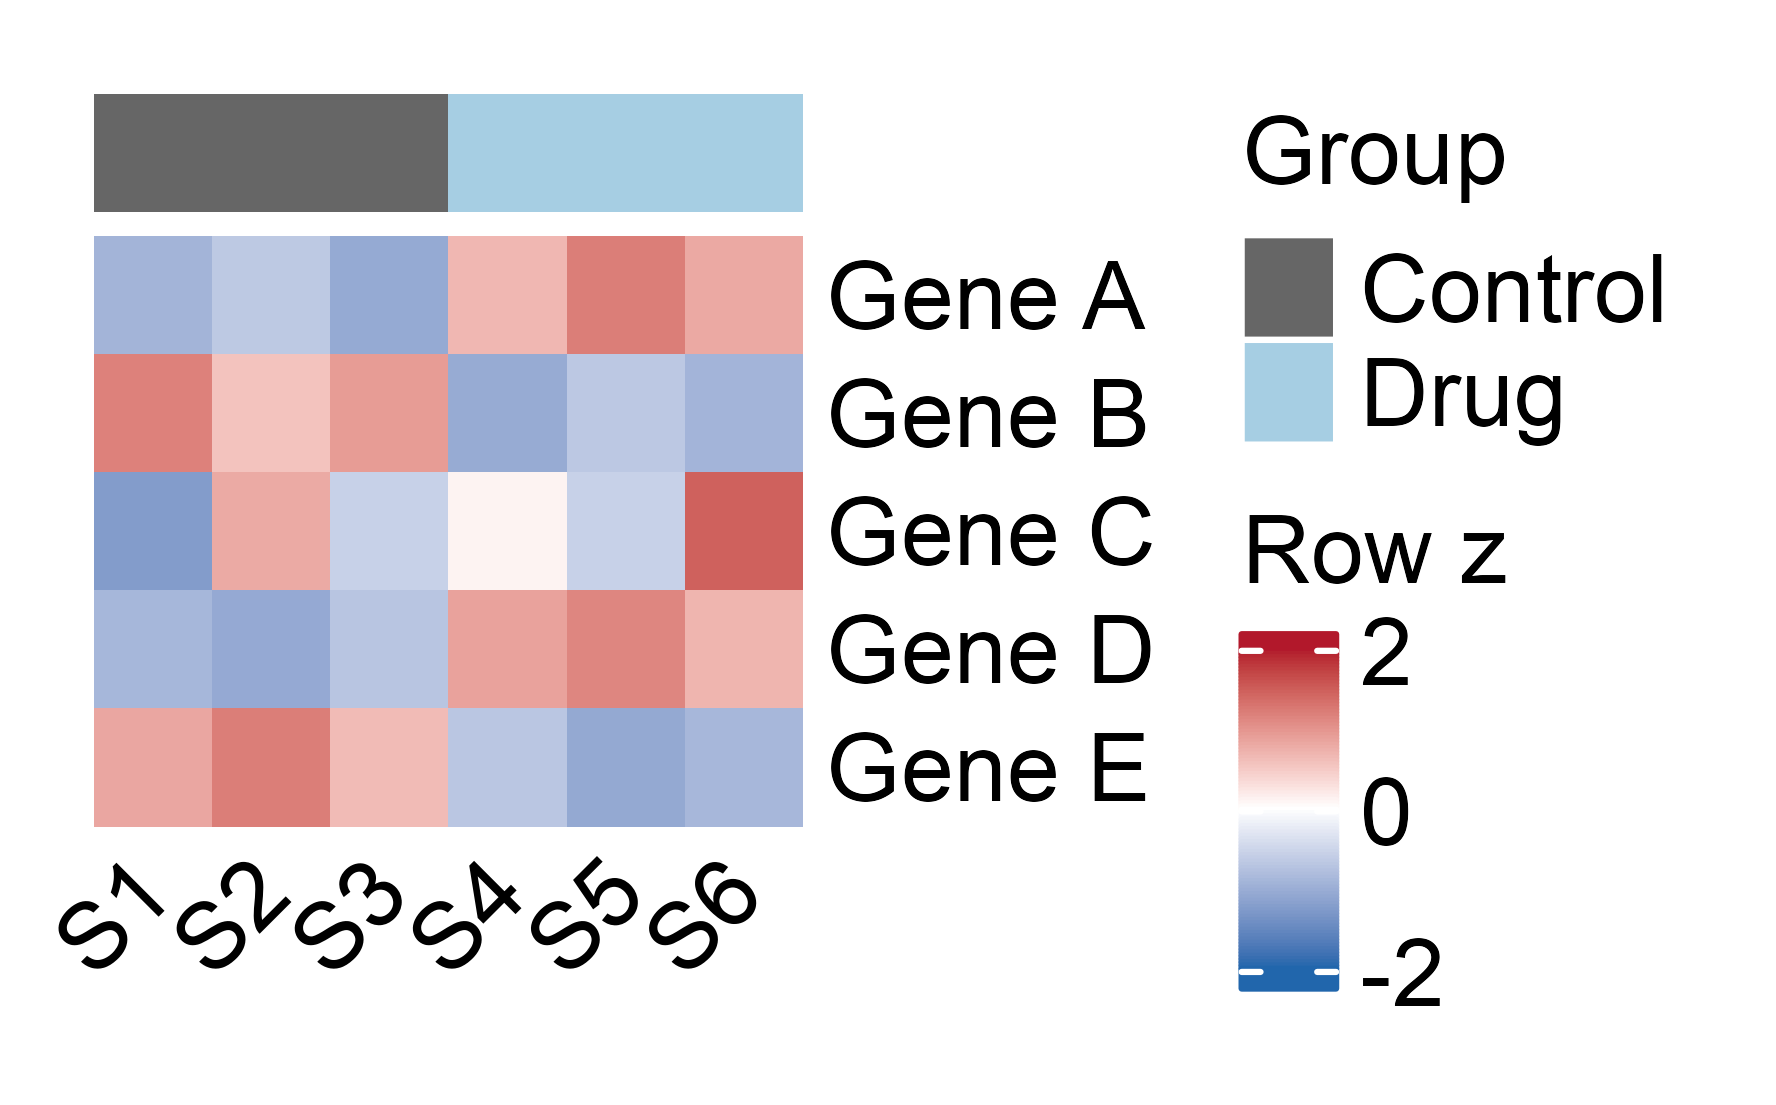 Group
Control
Drug
Gene A
Gene B
Gene C
Gene D
Gene E
S1 S2 S3 S4 S5 S6
Row z
2
0
-2